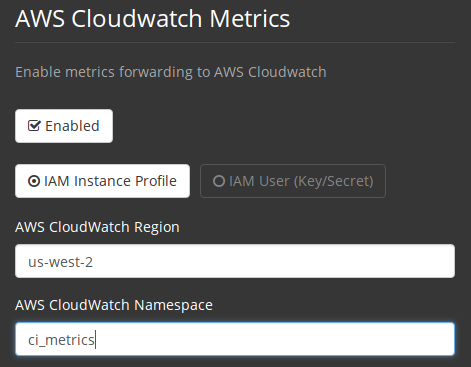 AWS Cloudwatch Metrics
Enable metrics forwarding to AWS Cloudwatch
Enabled
IAM Instance Profile IAM User (Key/Secret)
AWS CloudWatch Region
us-west-2
AWS CloudWatch Namespace
ci_metrics